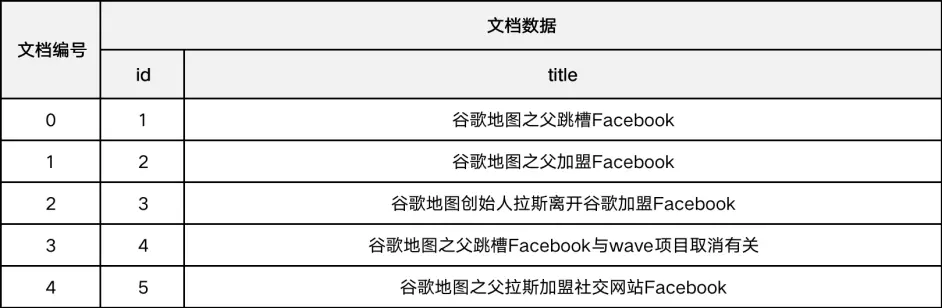 文档编号 文档数据
id title
0 1 谷歌地图之父跳槽Facebook
1 2 谷歌地图之父加盟Facebook
2 3 谷歌地图创始人拉斯离开谷歌加盟Facebook
3 4 谷歌地图之父跳槽Facebook与wave项目取消有关
4 5 谷歌地图之父拉斯加盟社交网站Facebook